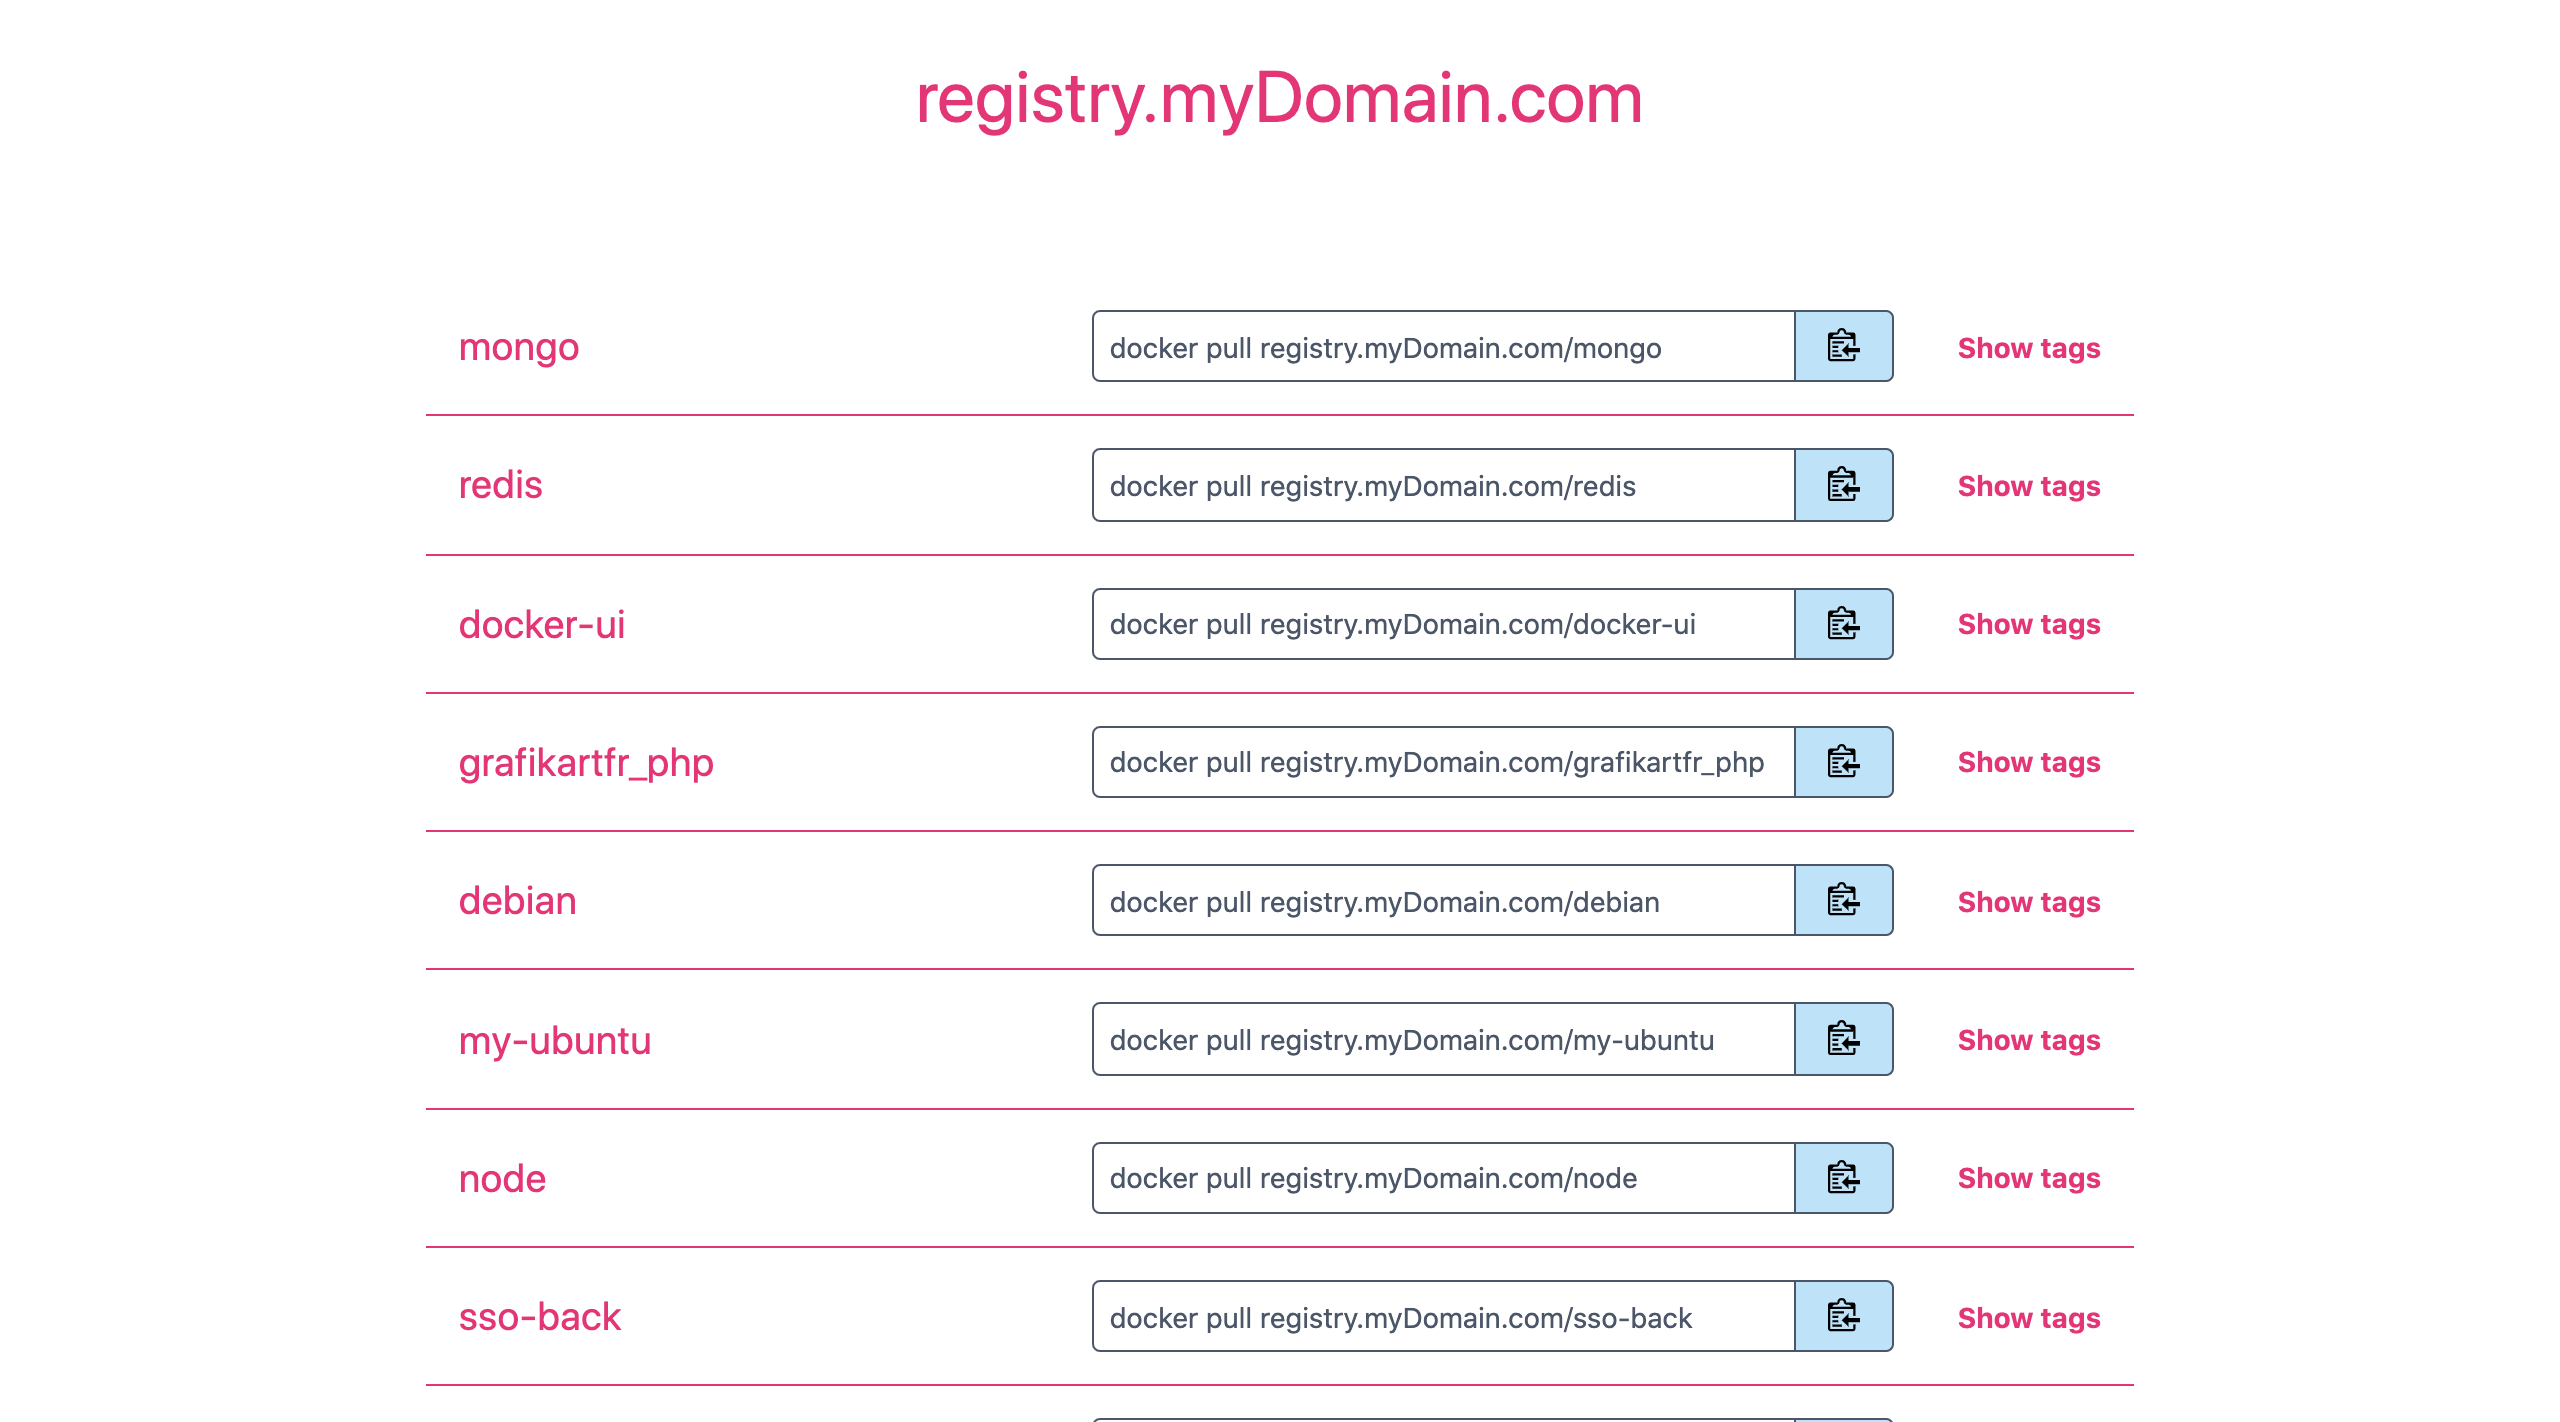 registry.myDomain.com
mongo docker pull registry.myDomain.com/mongo Show tags
redis docker pull registry.myDomain.com/redis Show tags
docker-ui docker pull registry.myDomain.com/docker-ui Show tags
grafikartfr_php docker pull registry.myDomain.com/grafikartfr_php Show tags
debian docker pull registry.myDomain.com/debian Show tags
my-ubuntu docker pull registry.myDomain.com/my-ubuntu Show tags
node docker pull registry.myDomain.com/node Show tags
sso-back docker pull registry.myDomain.com/sso-back Show tags